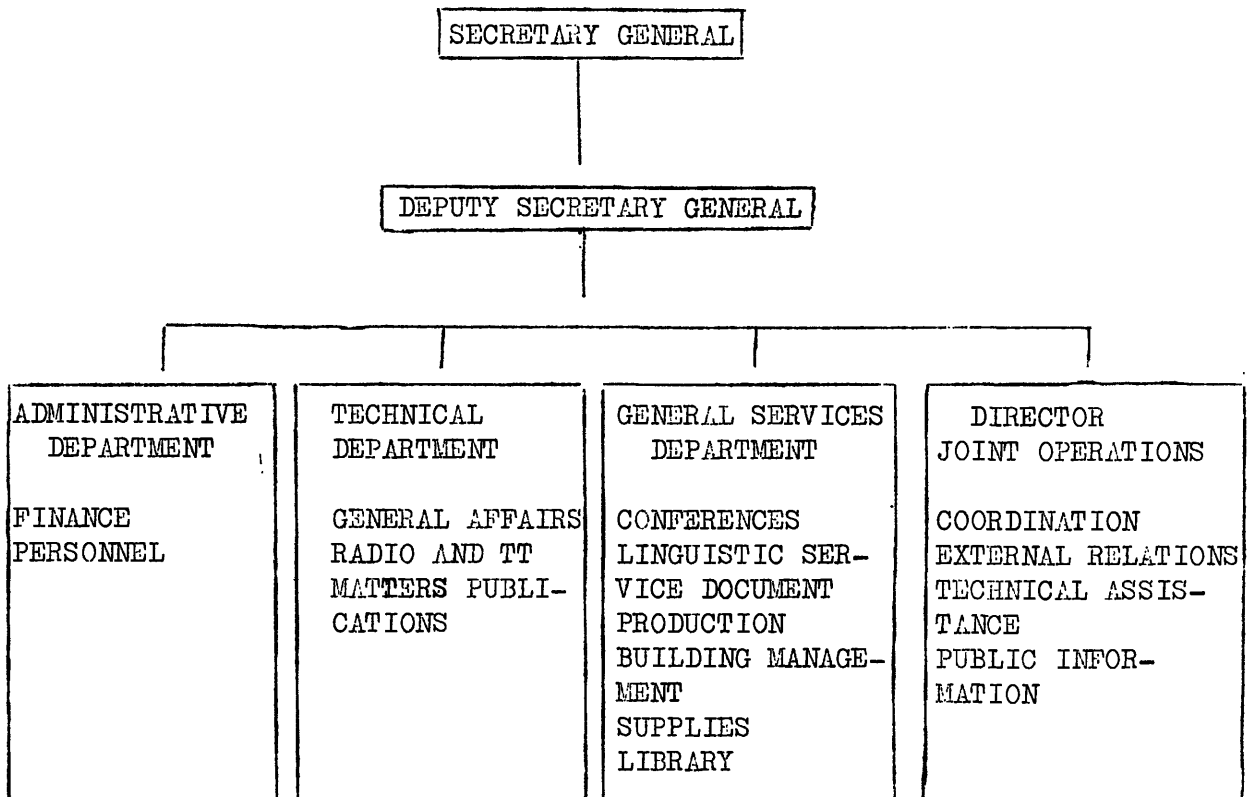 SECRETARY GENERAL
DEPUTY SECRETARY GENERAL
ADMINISTRATIVE
DEPARTMENT
FINANCE
PERSONNEL
TECHNICAL
DEPARTMENT
GENERAL AFFAIRS
RADIO AND TT
MATTERS PUBLI-
CATIONS
GENERAL SERVICES
DEPARTMENT
CONFERENCES
LINGUISTIC SER-
VICE DOCUMENT
PRODUCTION
BUILDING MANAGE-
MENT
SUPPLIES
LIBRARY
DIRECTOR
JOINT OPERATIONS
COORDINATION
EXTERNAL RELATIONS
TECHNICAL ASSIS-
TANCE
PUBLIC INFOR-
MATION